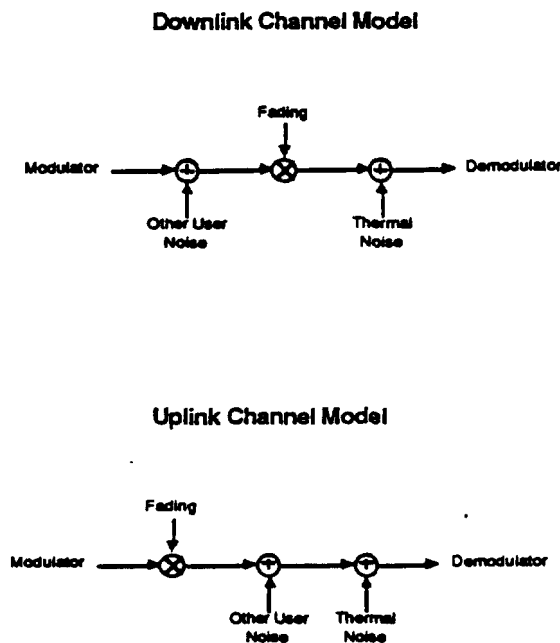 Downlink Channel Model
Fading
Modulator
Demodulator
Other User
Noise
Thermal
Noise
Uplink Channel Model
Fading
Modulator
Demodulator
Other User
Noise
Thermal
Noise